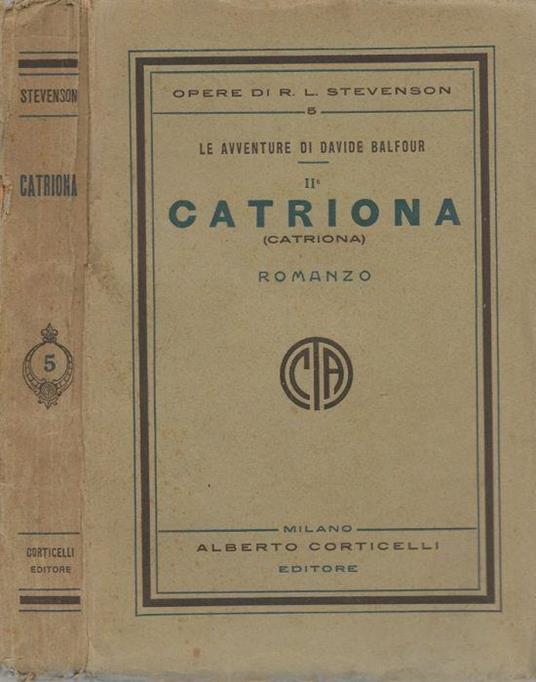 STEVENSON
CATRIONA
5
CORTICELLI
EDITORE
OPERE DI R. L. STEVENSON
5
LE AVVENTURE DI DAVIDE BALFOUR
II°
CATRIONA
(CATRIONA)
ROMANZO
CTA
MILANO
ALBERTO CORTICELLI
EDITORE